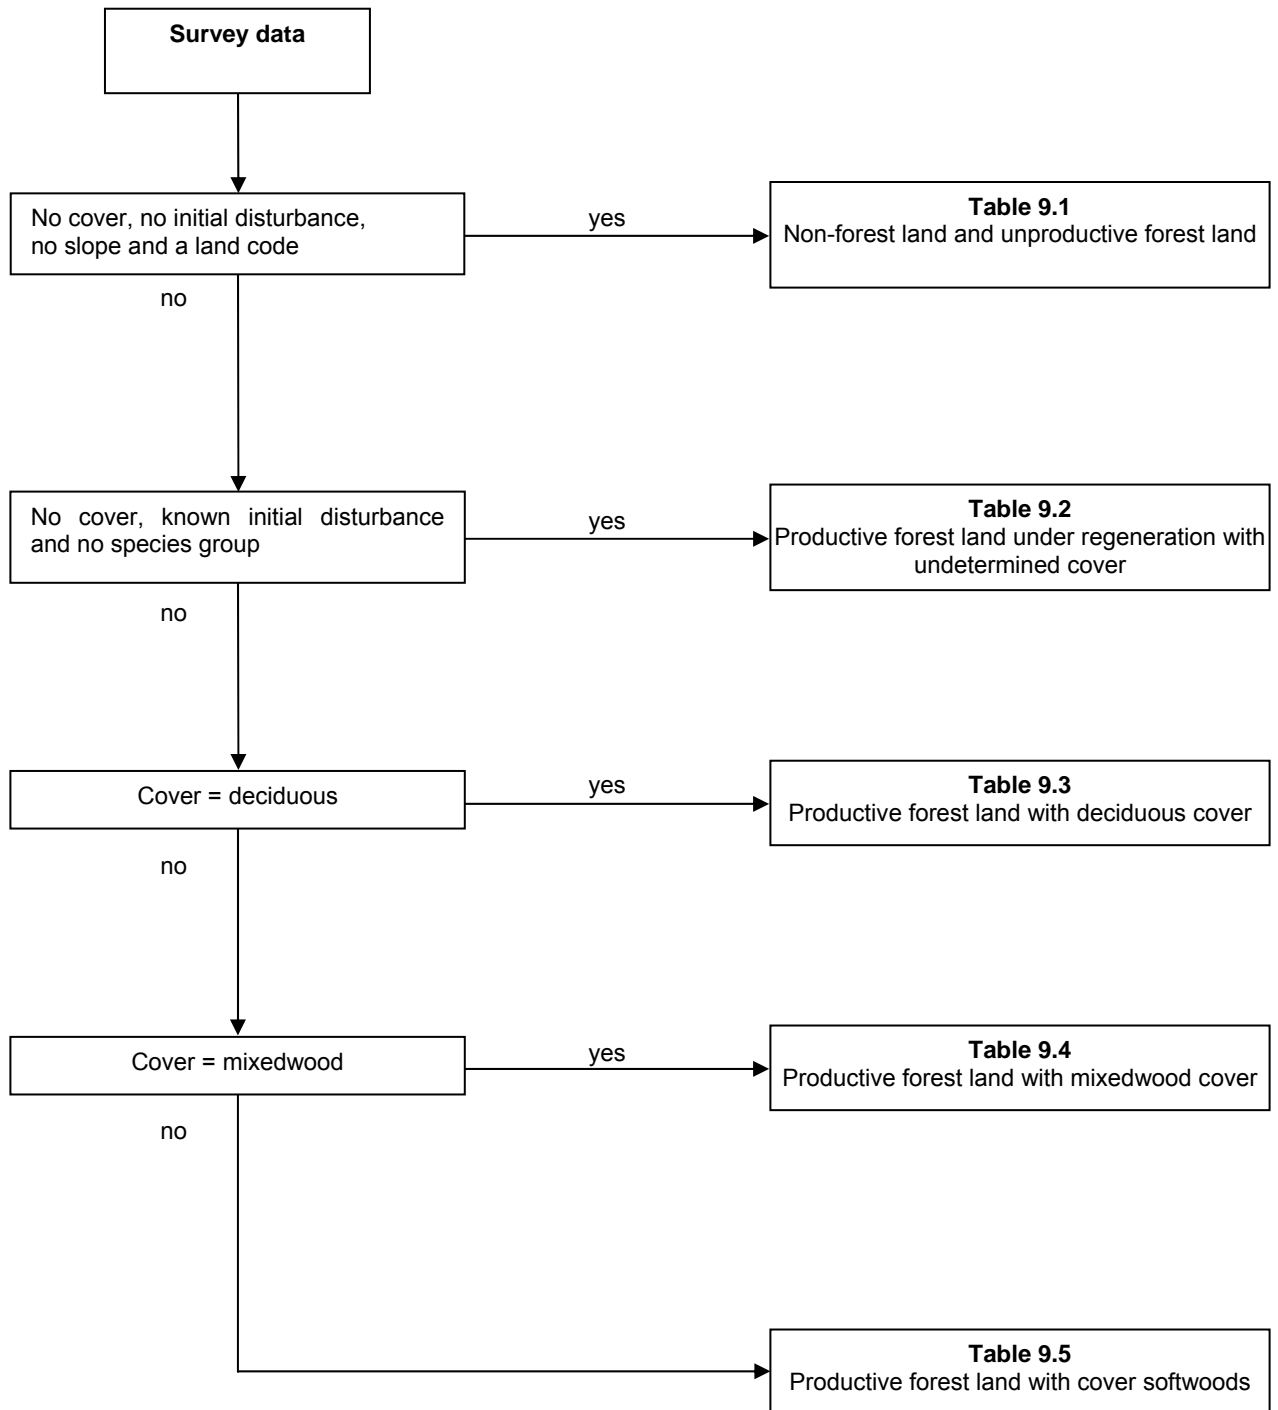 Survey data
No cover, no initial disturbance,
no slope and a land code
yes
Table 9.1
Non-forest land and unproductive forest land
no
No cover, known initial disturbance
and no species group
yes
Table 9.2
Productive forest land under regeneration with
undetermined cover
no
Cover = deciduous
yes
Table 9.3
Productive forest land with deciduous cover
no
Cover = mixedwood
yes
Table 9.4
Productive forest land with mixedwood cover
no
Table 9.5
Productive forest land with cover softwoods